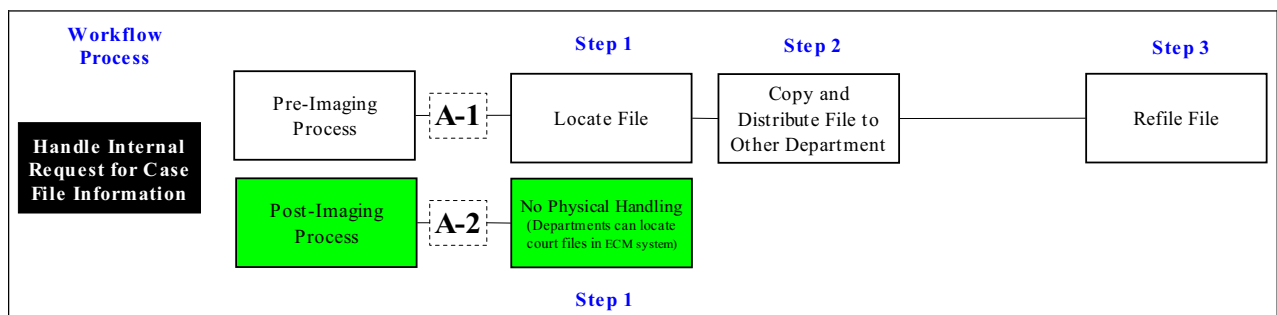 Workflow
Process
Step 1
Step 2
Step 3
Handle Internal
Request for Case
File Information
Pre-Imaging
Process
A-1
Locate File
Copy and
Distribute File to
Other Department
Refile File
Post-Imaging
Process
A-2
No Physical Handling
(Departments can locate
court files in ECM system)
Step 1